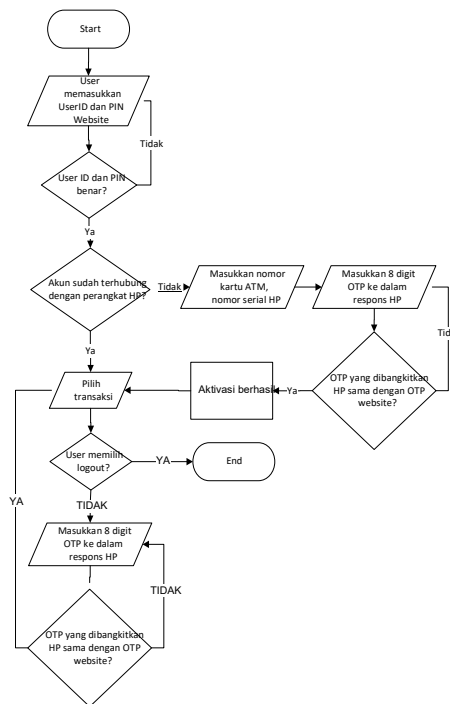 Start
User
memasukkan
UserID dan PIN
Website
Tidak
User ID dan PIN
benar?
Ya
Akun sudah terhubung
dengan perangkat HP?
Tidak
Masukkan nomor
kartu ATM,
nomor serial HP
Masukkan 8 digit
OTP ke dalam
respons HP
Tid
OTP yang dibangkitkan
HP sama dengan OTP
website?
Ya
Aktivasi berhasil
Ya
Pilih
transaksi
User memilih
logout?
YA
End
TIDAK
Masukkan 8 digit
OTP ke dalam
respons HP
TIDAK
OTP yang dibangkitkan
HP sama dengan OTP
website?
YA